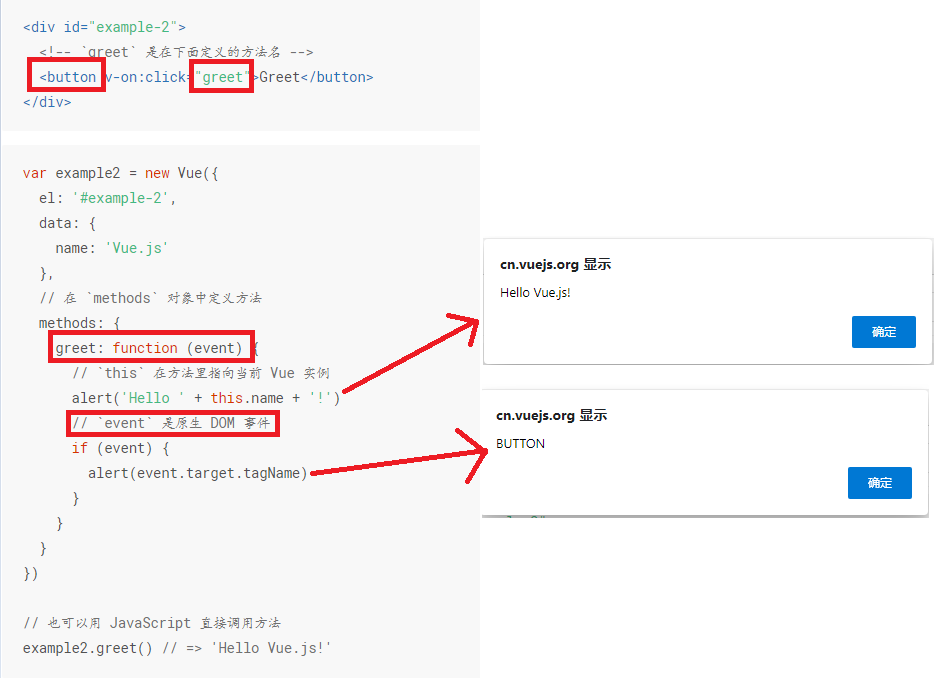 <div id="example-2">
<!-- `greet` 是在下面定义的方法名 -->
<button v-on:click="greet">Greet</button>
</div>
var example2 = new Vue({
el: '#example-2',
data: {
name: 'Vue.js'
},
// 在 `methods` 对象中定义方法
methods: {
greet: function (event) {
// `this` 在方法里指向当前 Vue 实例
alert('Hello ' + this.name + '!')
// `event` 是原生 DOM 事件
if (event) {
alert(event.target.tagName)
}
}
}
})
// 也可以用 JavaScript 直接调用方法
example2.greet() // => 'Hello Vue.js!'
cn.vuejs.org 显示
Hello Vue.js!
确定
cn.vuejs.org 显示
BUTTON
确定